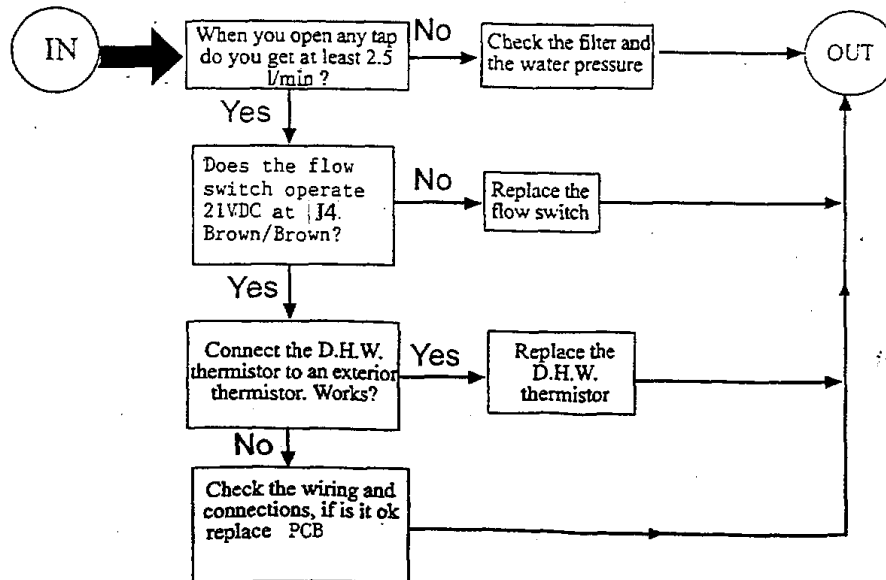 IN
When you open any tap
do you get at least 2.5
l/min ?
No
Check the filter and
the water pressure
OUT
Yes
Does the flow
switch operate
21VDC at J4.
Brown/Brown?
No
Replace the
flow switch
Yes
Connect the D.H.W.
thermistor to an exterior
thermistor. Works?
Yes
Replace the
D.H.W.
thermistor
No
Check the wiring and
connections, if is it ok
replace PCB